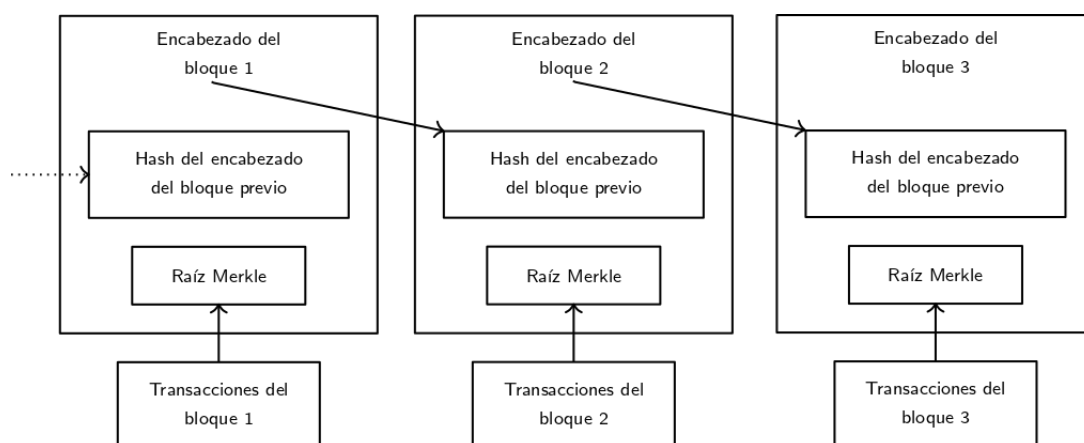 Encabezado del
bloque 1
Hash del encabezado
del bloque previo
Raíz Merkle
Transacciones del
bloque 1
Encabezado del
bloque 2
Hash del encabezado
del bloque previo
Raíz Merkle
Transacciones del
bloque 2
Encabezado del
bloque 3
Hash del encabezado
del bloque previo
Raíz Merkle
Transacciones del
bloque 3